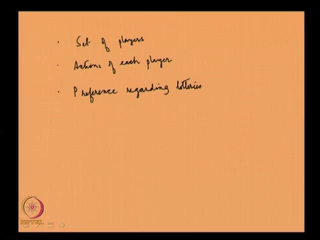 · Set of players
· Actions of each player
· Preference regarding lotteries